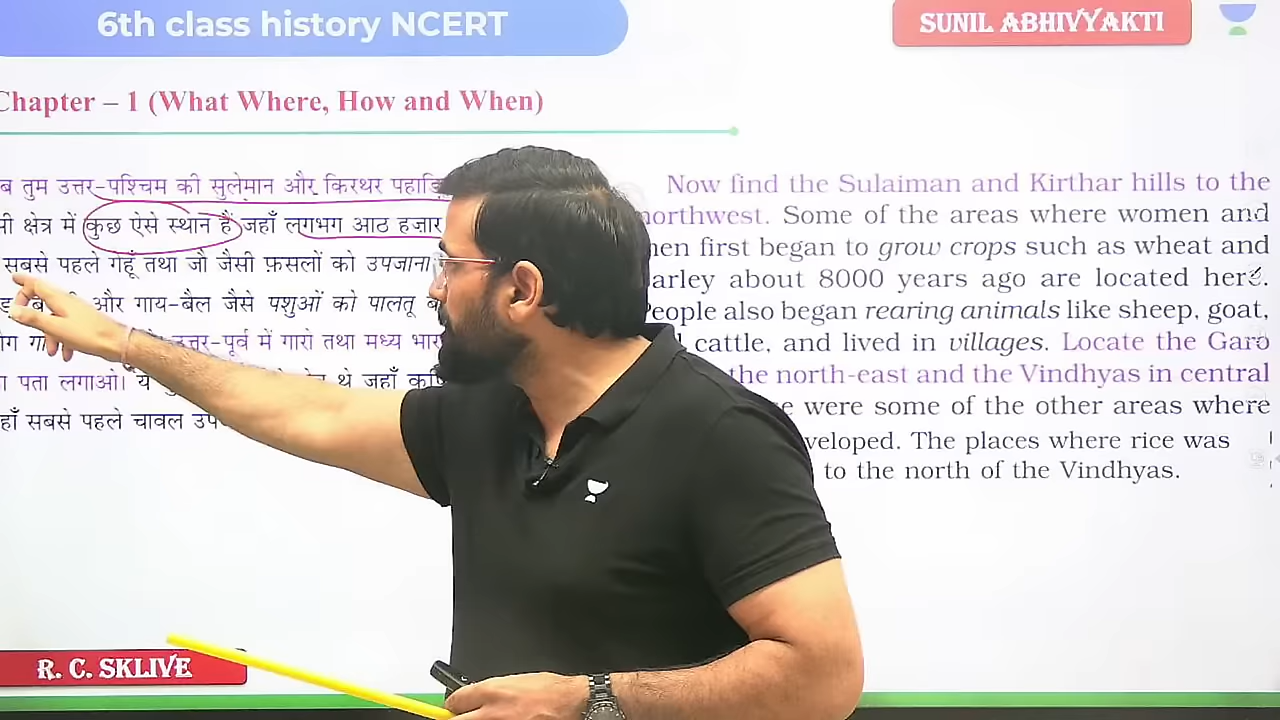 6th class history NCERT
SUNIL ABHIVYAKTI
Chapter – 1 (What Where, How and When)
तुम उत्तर-पश्चिम की सुलेमान और किरथर पहाड़ि
क्षेत्र में कुछ ऐसे स्थान हैं जहाँ लगभग आठ हजार
सबसे पहले गेहूँ तथा जौ जैसी फ़सलों को उपजाना
और गाय-बैल जैसे पशुओं को पालतू
उत्तर-पूर्व में गारो तथा मध्य
पता लगाओ।
सबसे पहले चावल
Now find the Sulaiman and Kirthar hills to the
northwest. Some of the areas where women and
men first began to grow crops such as wheat and
barley about 8000 years ago are located here.
People also began rearing animals like sheep, goat,
cattle, and lived in villages. Locate the Garo
the north-east and the Vindhyas in central
were some of the other areas where
veloped. The places where rice was
to the north of the Vindhyas.
R. C. SKLIVE